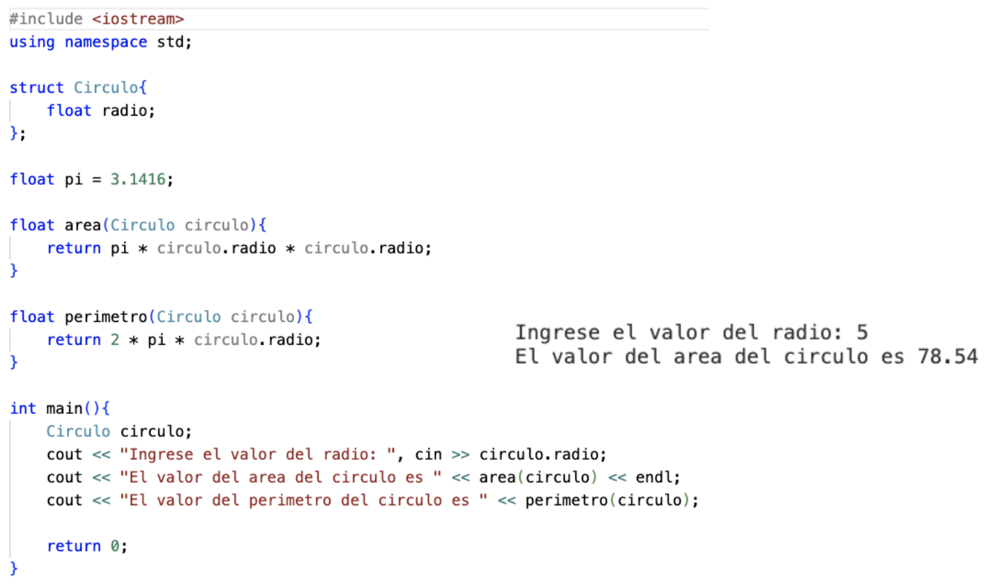 #include <iostream>
using namespace std;
struct Circulo{
    float radio;
};
float pi = 3.1416;
float area(Circulo circulo){
    return pi * circulo.radio * circulo.radio;
}
float perimetro(Circulo circulo){
    return 2 * pi * circulo.radio;
}
int main(){
    Circulo circulo;
    cout << "Ingrese el valor del radio: ", cin >> circulo.radio;
    cout << "El valor del area del circulo es " << area(circulo) << endl;
    cout << "El valor del perimetro del circulo es " << perimetro(circulo);
    return 0;
}
Ingrese el valor del radio: 5
El valor del area del circulo es 78.54